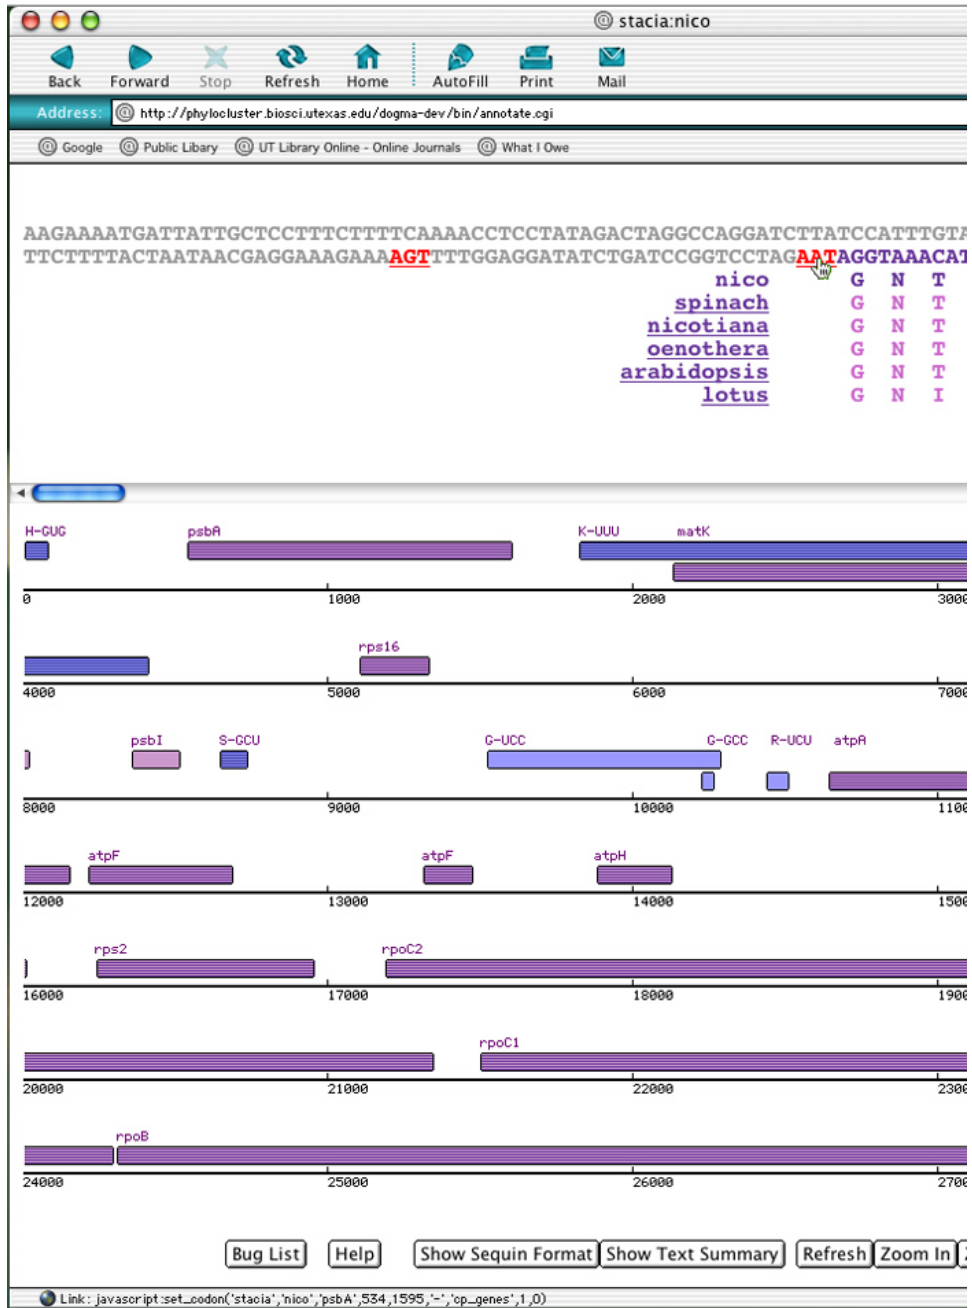 stacia:nico
Back Forward Stop Refresh Home AutoFill Print Mail
Address: http://phylocluster.biosci.utexas.edu/dogma-dev/bin/annotate.cgi
Google Public Libary UT Library Online - Online Journals What I Owe
AAGAAAATGATTATTGCTCCTTTCTTTTCAAAACCTCCTATAGACTAGGCCAGGATCTTATCCATTTGTA
TTCTTTTACTAATAACGAGGAAAGAAAAGTTTTGGAGGATATCTGATCCGGTCCTAGAATAGGTAAACAT
nico G N T
spinach G N T
nicotiana G N T
oenothera G N T
arabidopsis G N T
lotus G N I
H-GUG psbA K-UUU matK
0 1000 2000 3000
rps16
4000 5000 6000 7000
psbI S-GCU G-UCC G-GCC R-UCU atpA
8000 9000 10000 1100
atpF atpF atpH
12000 13000 14000 1500
rps2 rpoC2
16000 17000 18000 1900
rpoC1
20000 21000 22000 2300
rpoB
24000 25000 26000 2700
Bug List Help Show Sequin Format Show Text Summary Refresh Zoom In
Link: javascript:set_codon('stacia','nico','psbA',534,1595,'-','cp_genes',1,0)